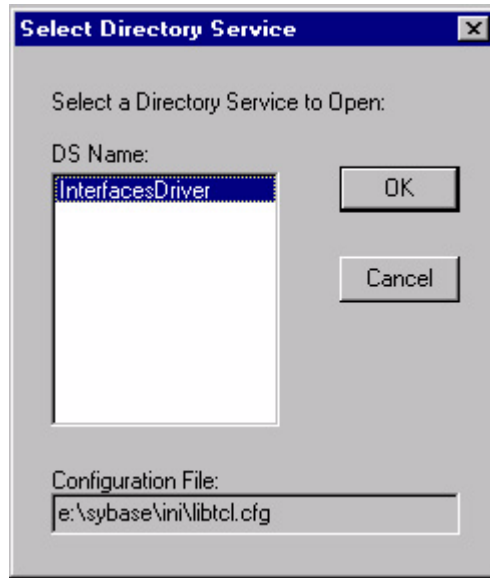 Select Directory Service
Select a Directory Service to Open:
DS Name:
InterfacesDriver
OK
Cancel
Configuration File:
e:\sybase\ini\libtcl.cfg